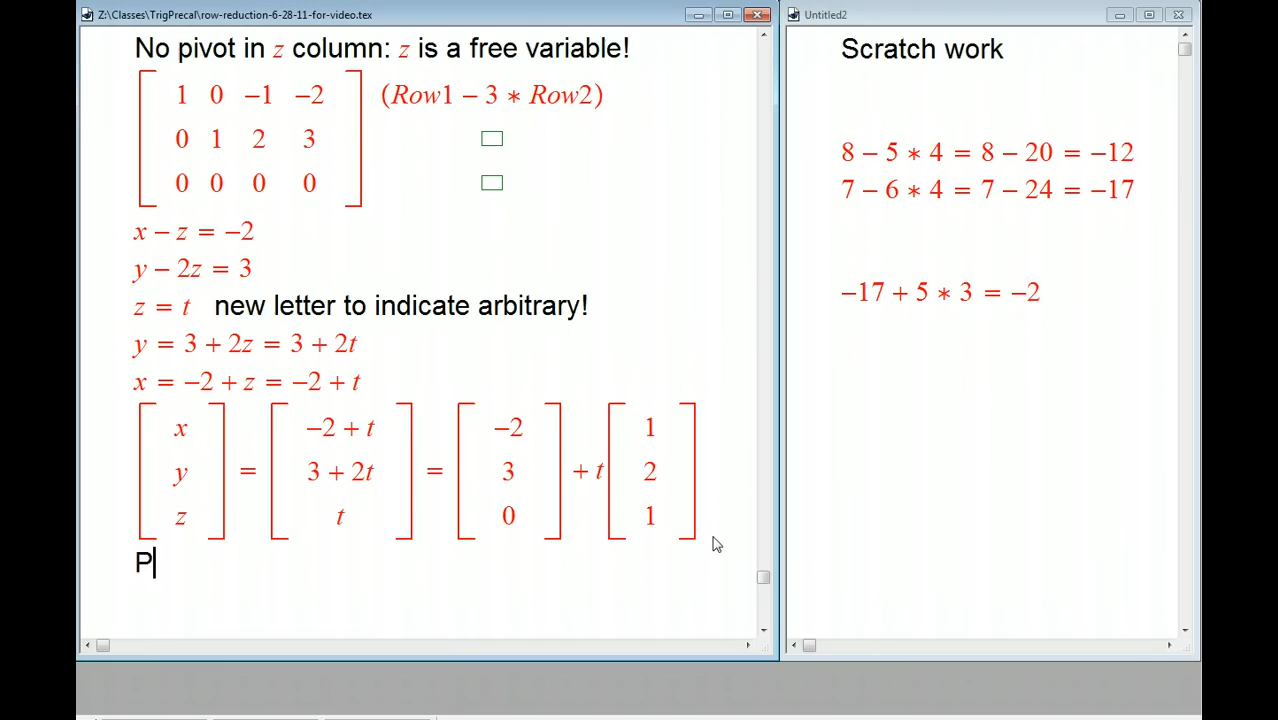 Z:\Classes\TrigPrecal\row-reduction-6-28-11-for-video.tex
No pivot in z column: z is a free variable!
1 0 −1 −2 (Row1 − 3 ∗ Row2)
0 1 2 3
0 0 0 0
x − z = −2
y − 2z = 3
z = t new letter to indicate arbitrary!
y = 3 + 2z = 3 + 2t
x = −2 + z = −2 + t
x −2 + t −2 1
y = 3 + 2t = 3 + t 2
z t 0 1
P
Untitled2
Scratch work
8 − 5 ∗ 4 = 8 − 20 = −12
7 − 6 ∗ 4 = 7 − 24 = −17
−17 + 5 ∗ 3 = −2